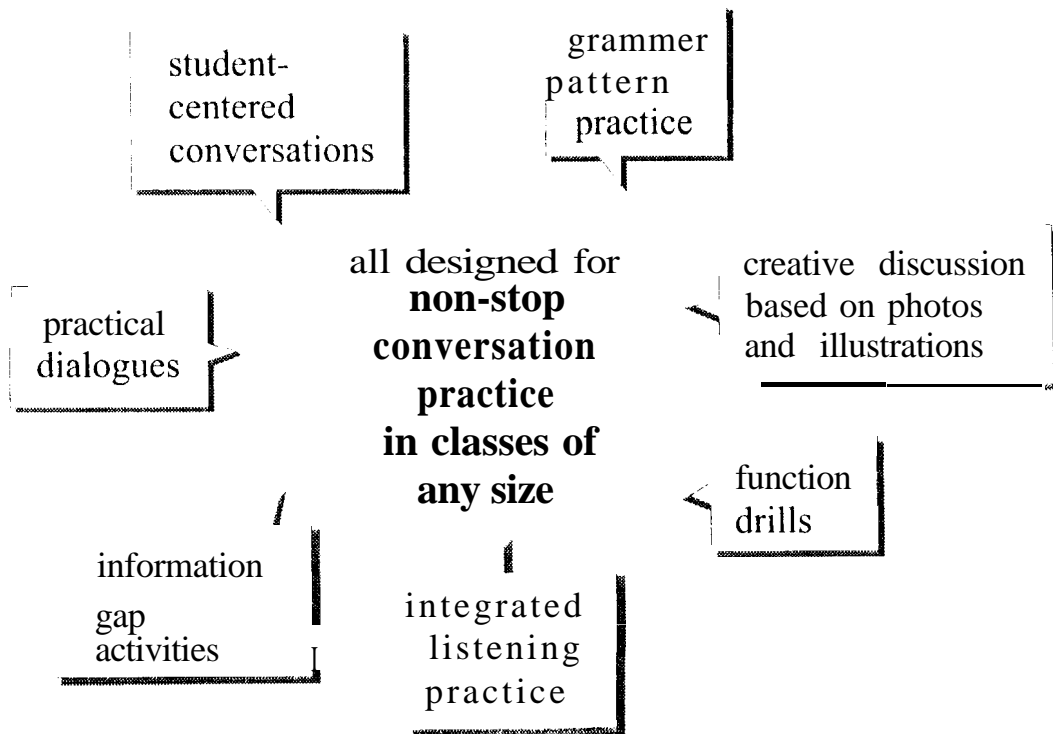 student-
centered
conversations
grammer
pattern
practice
all designed for
non-stop
conversation
practice
in classes of
any size
creative discussion
based on photos
and illustrations
practical
dialogues
function
drills
information
gap
activities
integrated
listening
practice